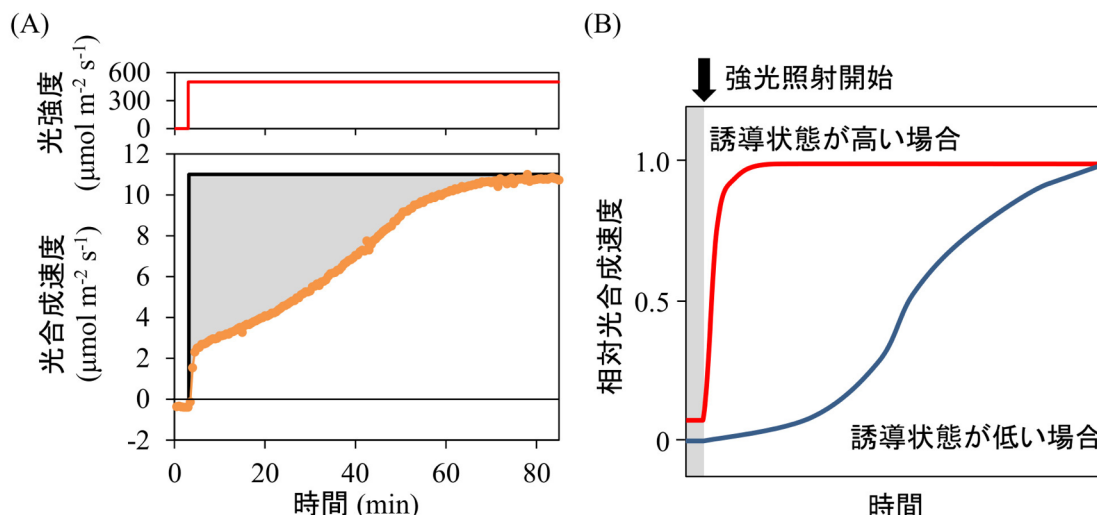 (A)
光強度
(μmol m⁻² s⁻¹)
600
300
0
光合成速度
(μmol m⁻² s⁻¹)
12
10
8
6
4
2
0
-2
0
20
40
60
80
時間 (min)
(B)
強光照射開始
誘導状態が高い場合
相対光合成速度
1.0
0.5
0
誘導状態が低い場合
時間